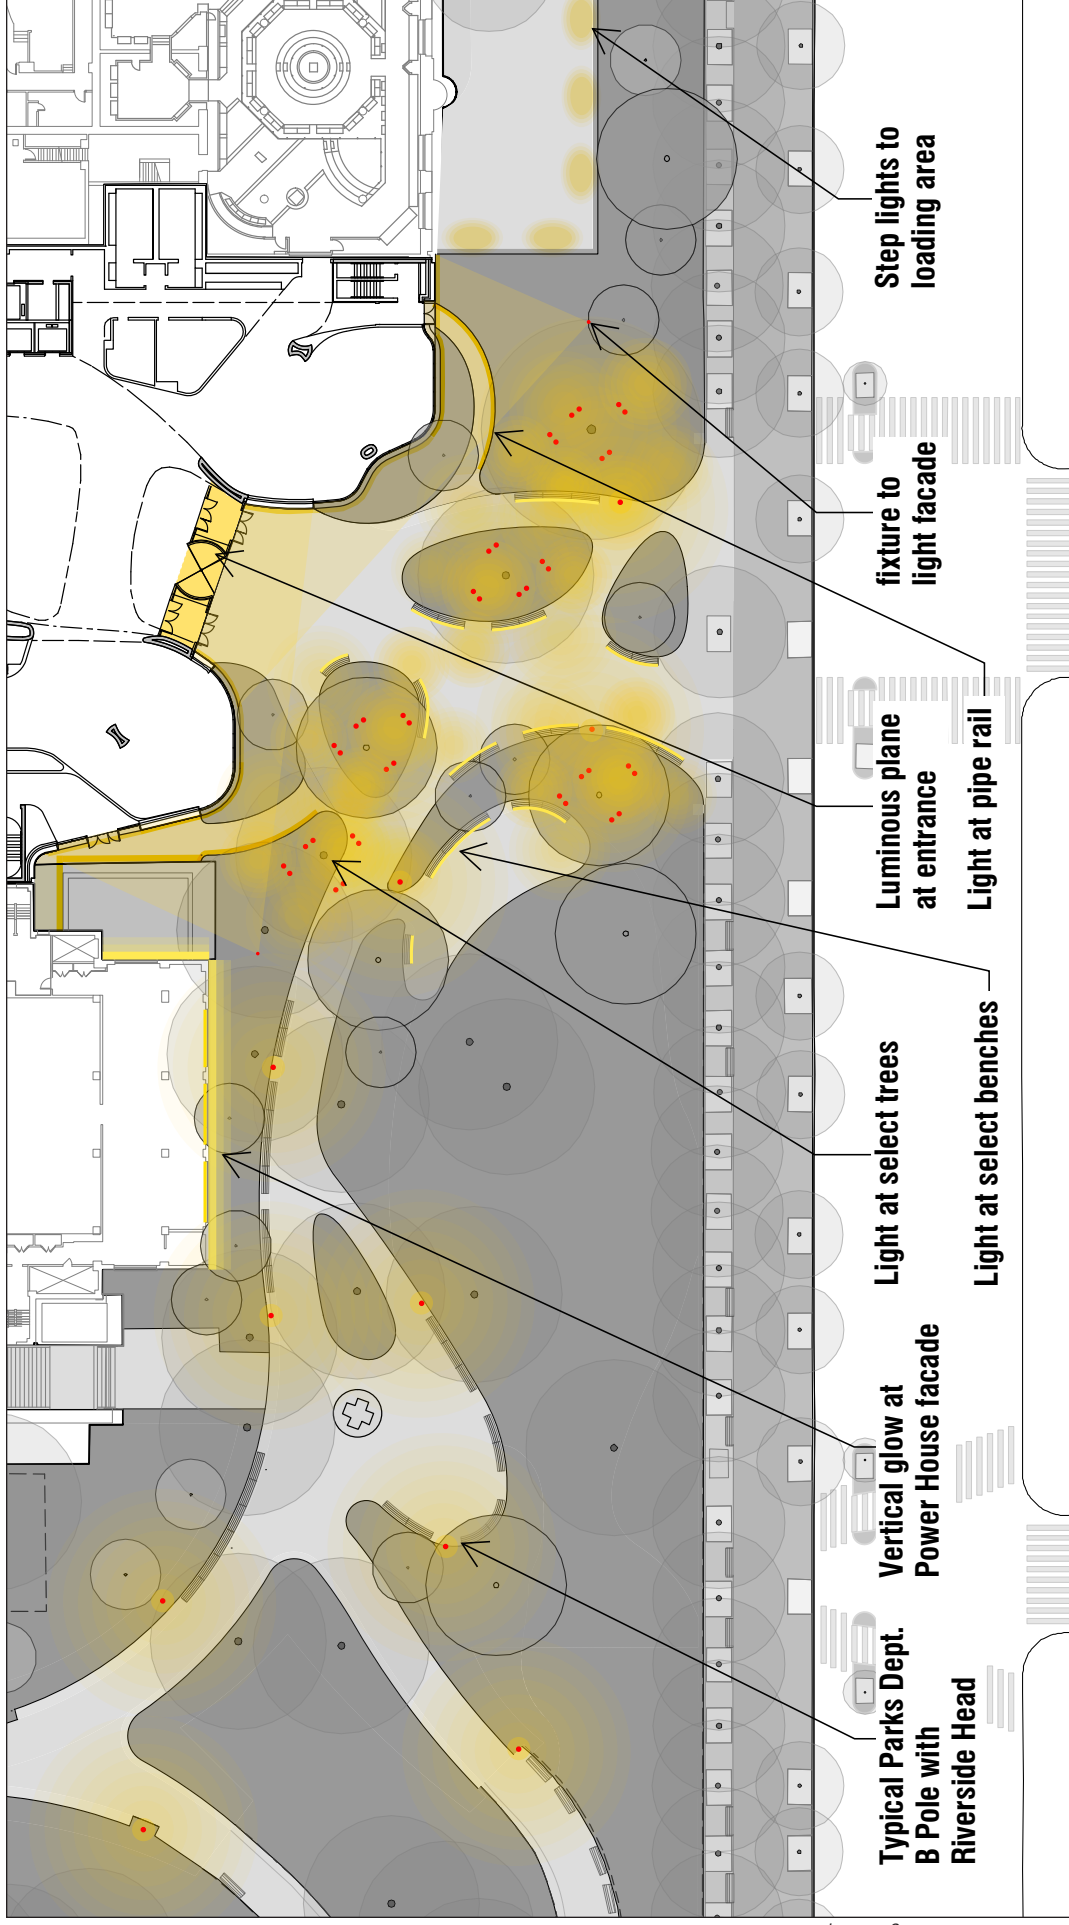 Typical Parks Dept.
B Pole with
Riverside Head
Vertical glow at
Power House facade
Light at select trees
Light at select benches
Luminous plane
at entrance
Light at pipe rail
fixture to
light facade
Step lights to
loading area